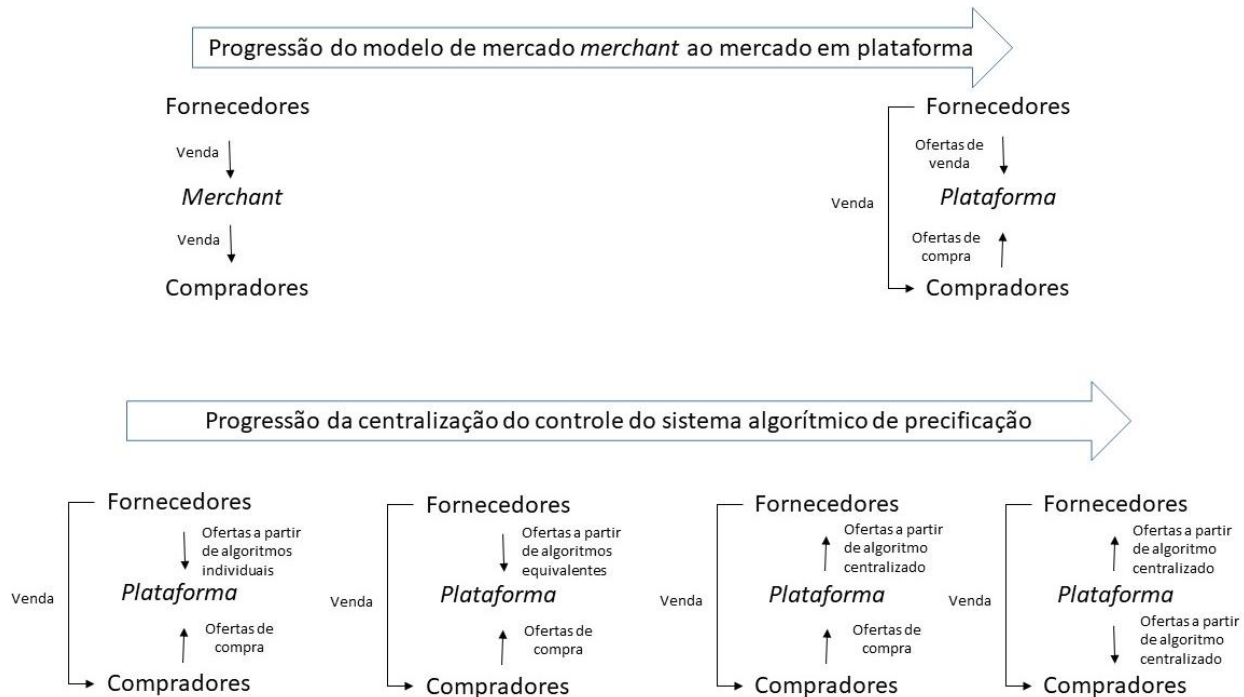 Progressão do modelo de mercado merchant ao mercado em plataforma
Fornecedores
Venda
Merchant
Venda
Compradores
Fornecedores
Ofertas de
venda
Venda
Plataforma
Ofertas de
compra
Compradores
Progressão da centralização do controle do sistema algorítmico de precificação
Fornecedores
Ofertas a partir
de algoritmos
individuais
Venda
Plataforma
Ofertas de
compra
Compradores
Fornecedores
Ofertas a partir
de algoritmos
equivalentes
Venda
Plataforma
Ofertas de
compra
Compradores
Fornecedores
Ofertas a partir
de algoritmo
centralizado
Venda
Plataforma
Ofertas de
compra
Compradores
Fornecedores
Ofertas a partir
de algoritmo
centralizado
Venda
Plataforma
Ofertas a partir
de algoritmo
centralizado
Compradores